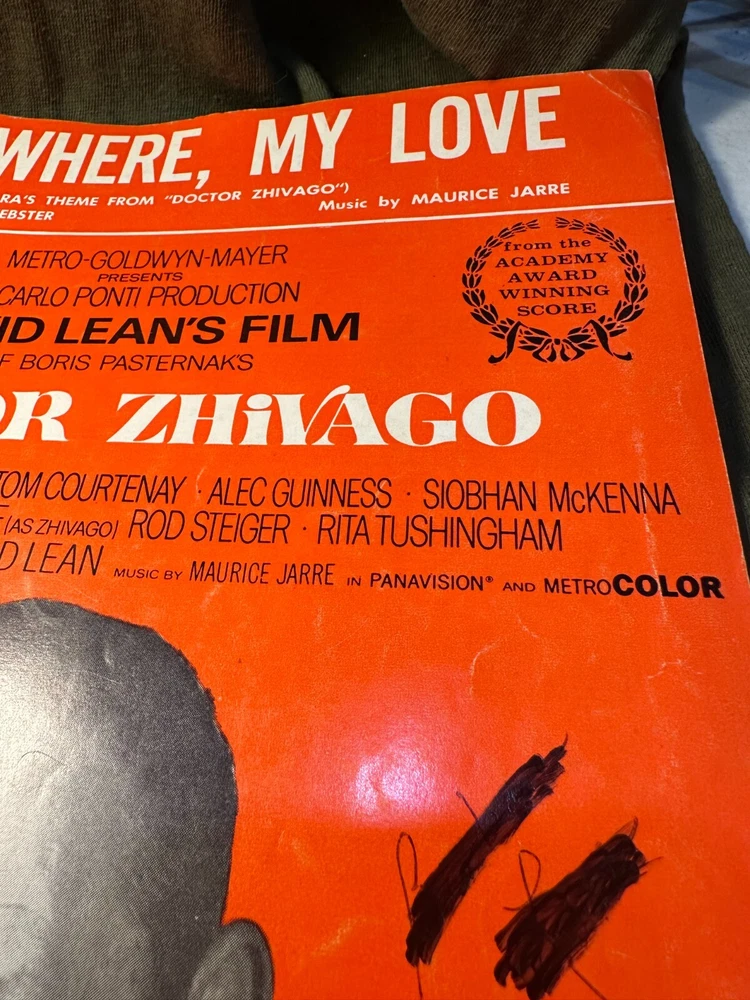 WHERE, MY LOVE
RA'S THEME FROM "DOCTOR ZHIVAGO")
EBSTER
Music by MAURICE JARRE
METRO-GOLDWYN-MAYER
PRESENTS
CARLO PONTI PRODUCTION
ID LEAN'S FILM
F BORIS PASTERNAK'S
OR ZHiVAGO
from the
ACADEMY
AWARD
WINNING
SCORE
TOM COURTENAY · ALEC GUINNESS · SIOBHAN McKENNA
T (AS ZHIVAGO) ROD STEIGER · RITA TUSHINGHAM
D LEAN MUSIC BY MAURICE JARRE IN PANAVISION® AND METROCOLOR